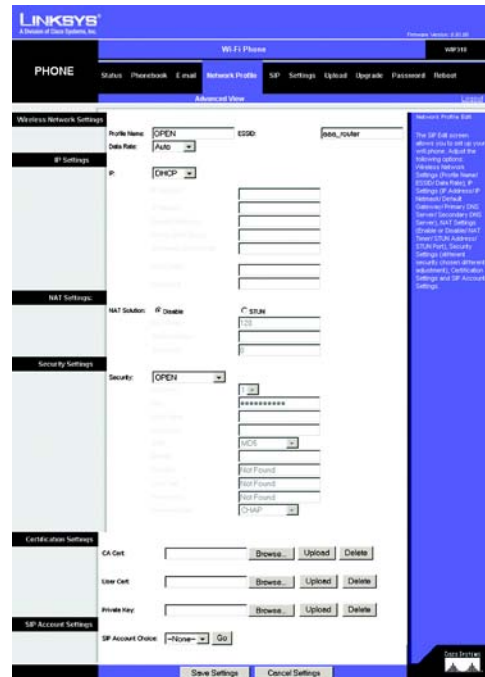 LINKSYS®
A Division of Cisco Systems, Inc.
Firmware Version:
Wi-Fi Phone
WIP310
PHONE
Status Phonebook E mail Network Profile SIP Settings Upload Upgrade Password Reboot
Advanced View
Logout
Wireless Network Settings
Profile Name: OPEN ESSID: router
Data Rate: Auto
IP Settings
IP: DHCP
NAT Settings:
NAT Solution: Disable STUN
120
0
Security Settings
Security: OPEN
1
**********
MD5
Not Found
Not Found
Not Found
CHAP
Certification Settings
CA Cert: Browse... Upload Delete
User Cert: Browse... Upload Delete
Private Key: Browse... Upload Delete
SIP Account Settings
SIP Account Choice: --None-- Go
Save Settings Cancel Settings
Network Profile Edit
The SIP Edit screen
allows you to set up your
wifi phone. Adjust the
following options:
Wireless Network
Settings (Profile Name/
ESSID/Data Rate), IP
Settings (IP Address/IP
Netmask/Default
Gateway/Primary DNS
Server/Secondary DNS
Server), NAT Settings
(Enable or Disable/NAT
Timer/STUN Address/
STUN Port), Security
Settings (different
security chosen different
adjustment), Certification
Settings and SIP Account
Settings.
Cisco Systems